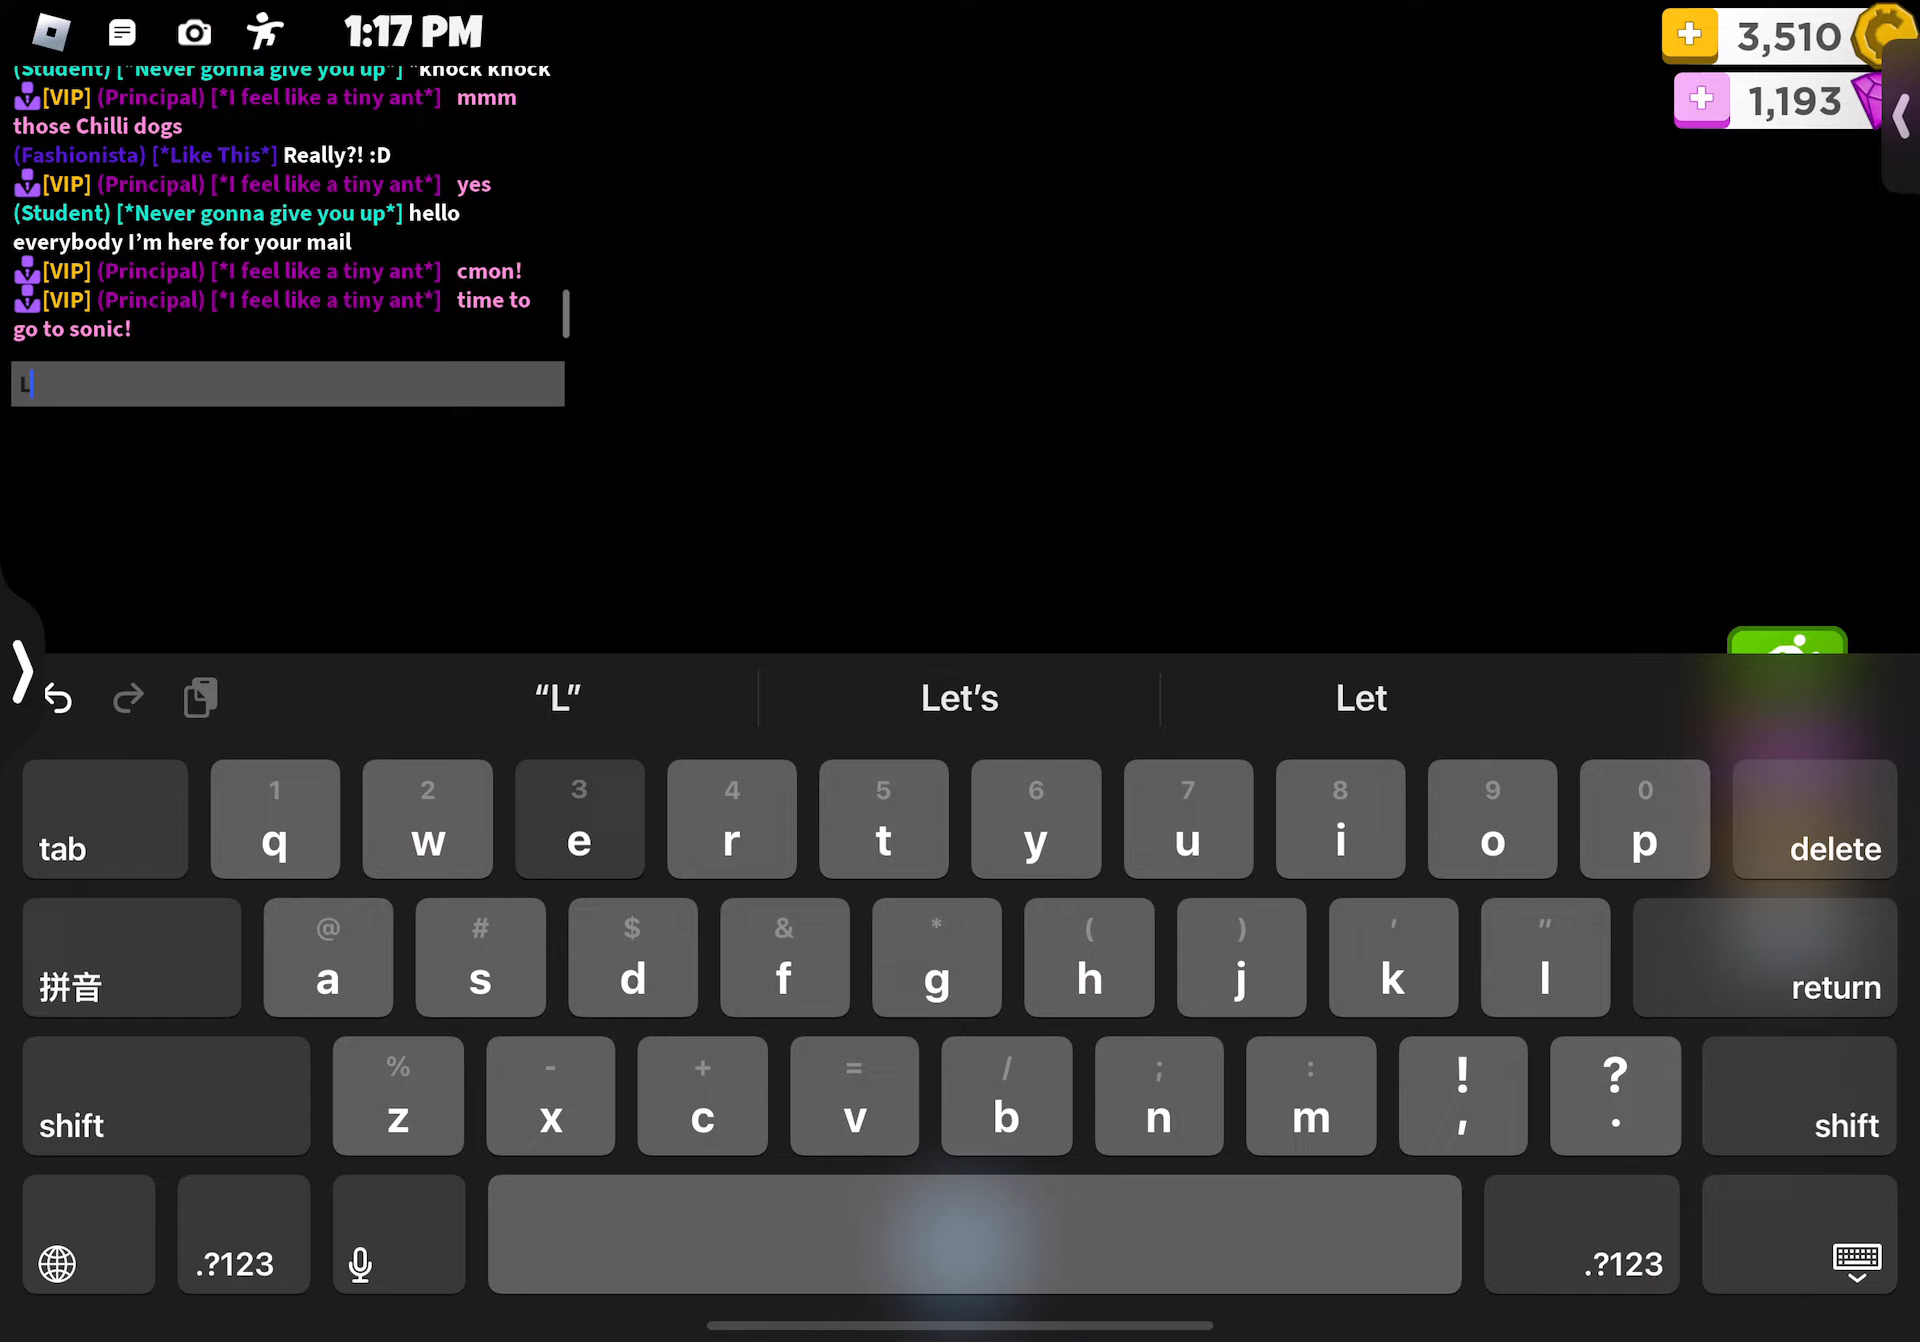 1:17 PM
3,510
1,193
(Student) [*Never gonna give you up*] *knock knock
[VIP] (Principal) [*I feel like a tiny ant*] mmm
those Chilli dogs
(Fashionista) [*Like This*] Really?! :D
[VIP] (Principal) [*I feel like a tiny ant*] yes
(Student) [*Never gonna give you up*] hello
everybody I’m here for your mail
[VIP] (Principal) [*I feel like a tiny ant*] cmon!
[VIP] (Principal) [*I feel like a tiny ant*] time to
go to sonic!
L
“L” Let’s Let
1 2 3 4 5 6 7 8 9 0
tab q w e r t y u i o p delete
@ # $ & * ( ) ' "
拼音 a s d f g h j k l return
% - + = / ; : ! ?
shift z x c v b n m , . shift
.?123 .?123